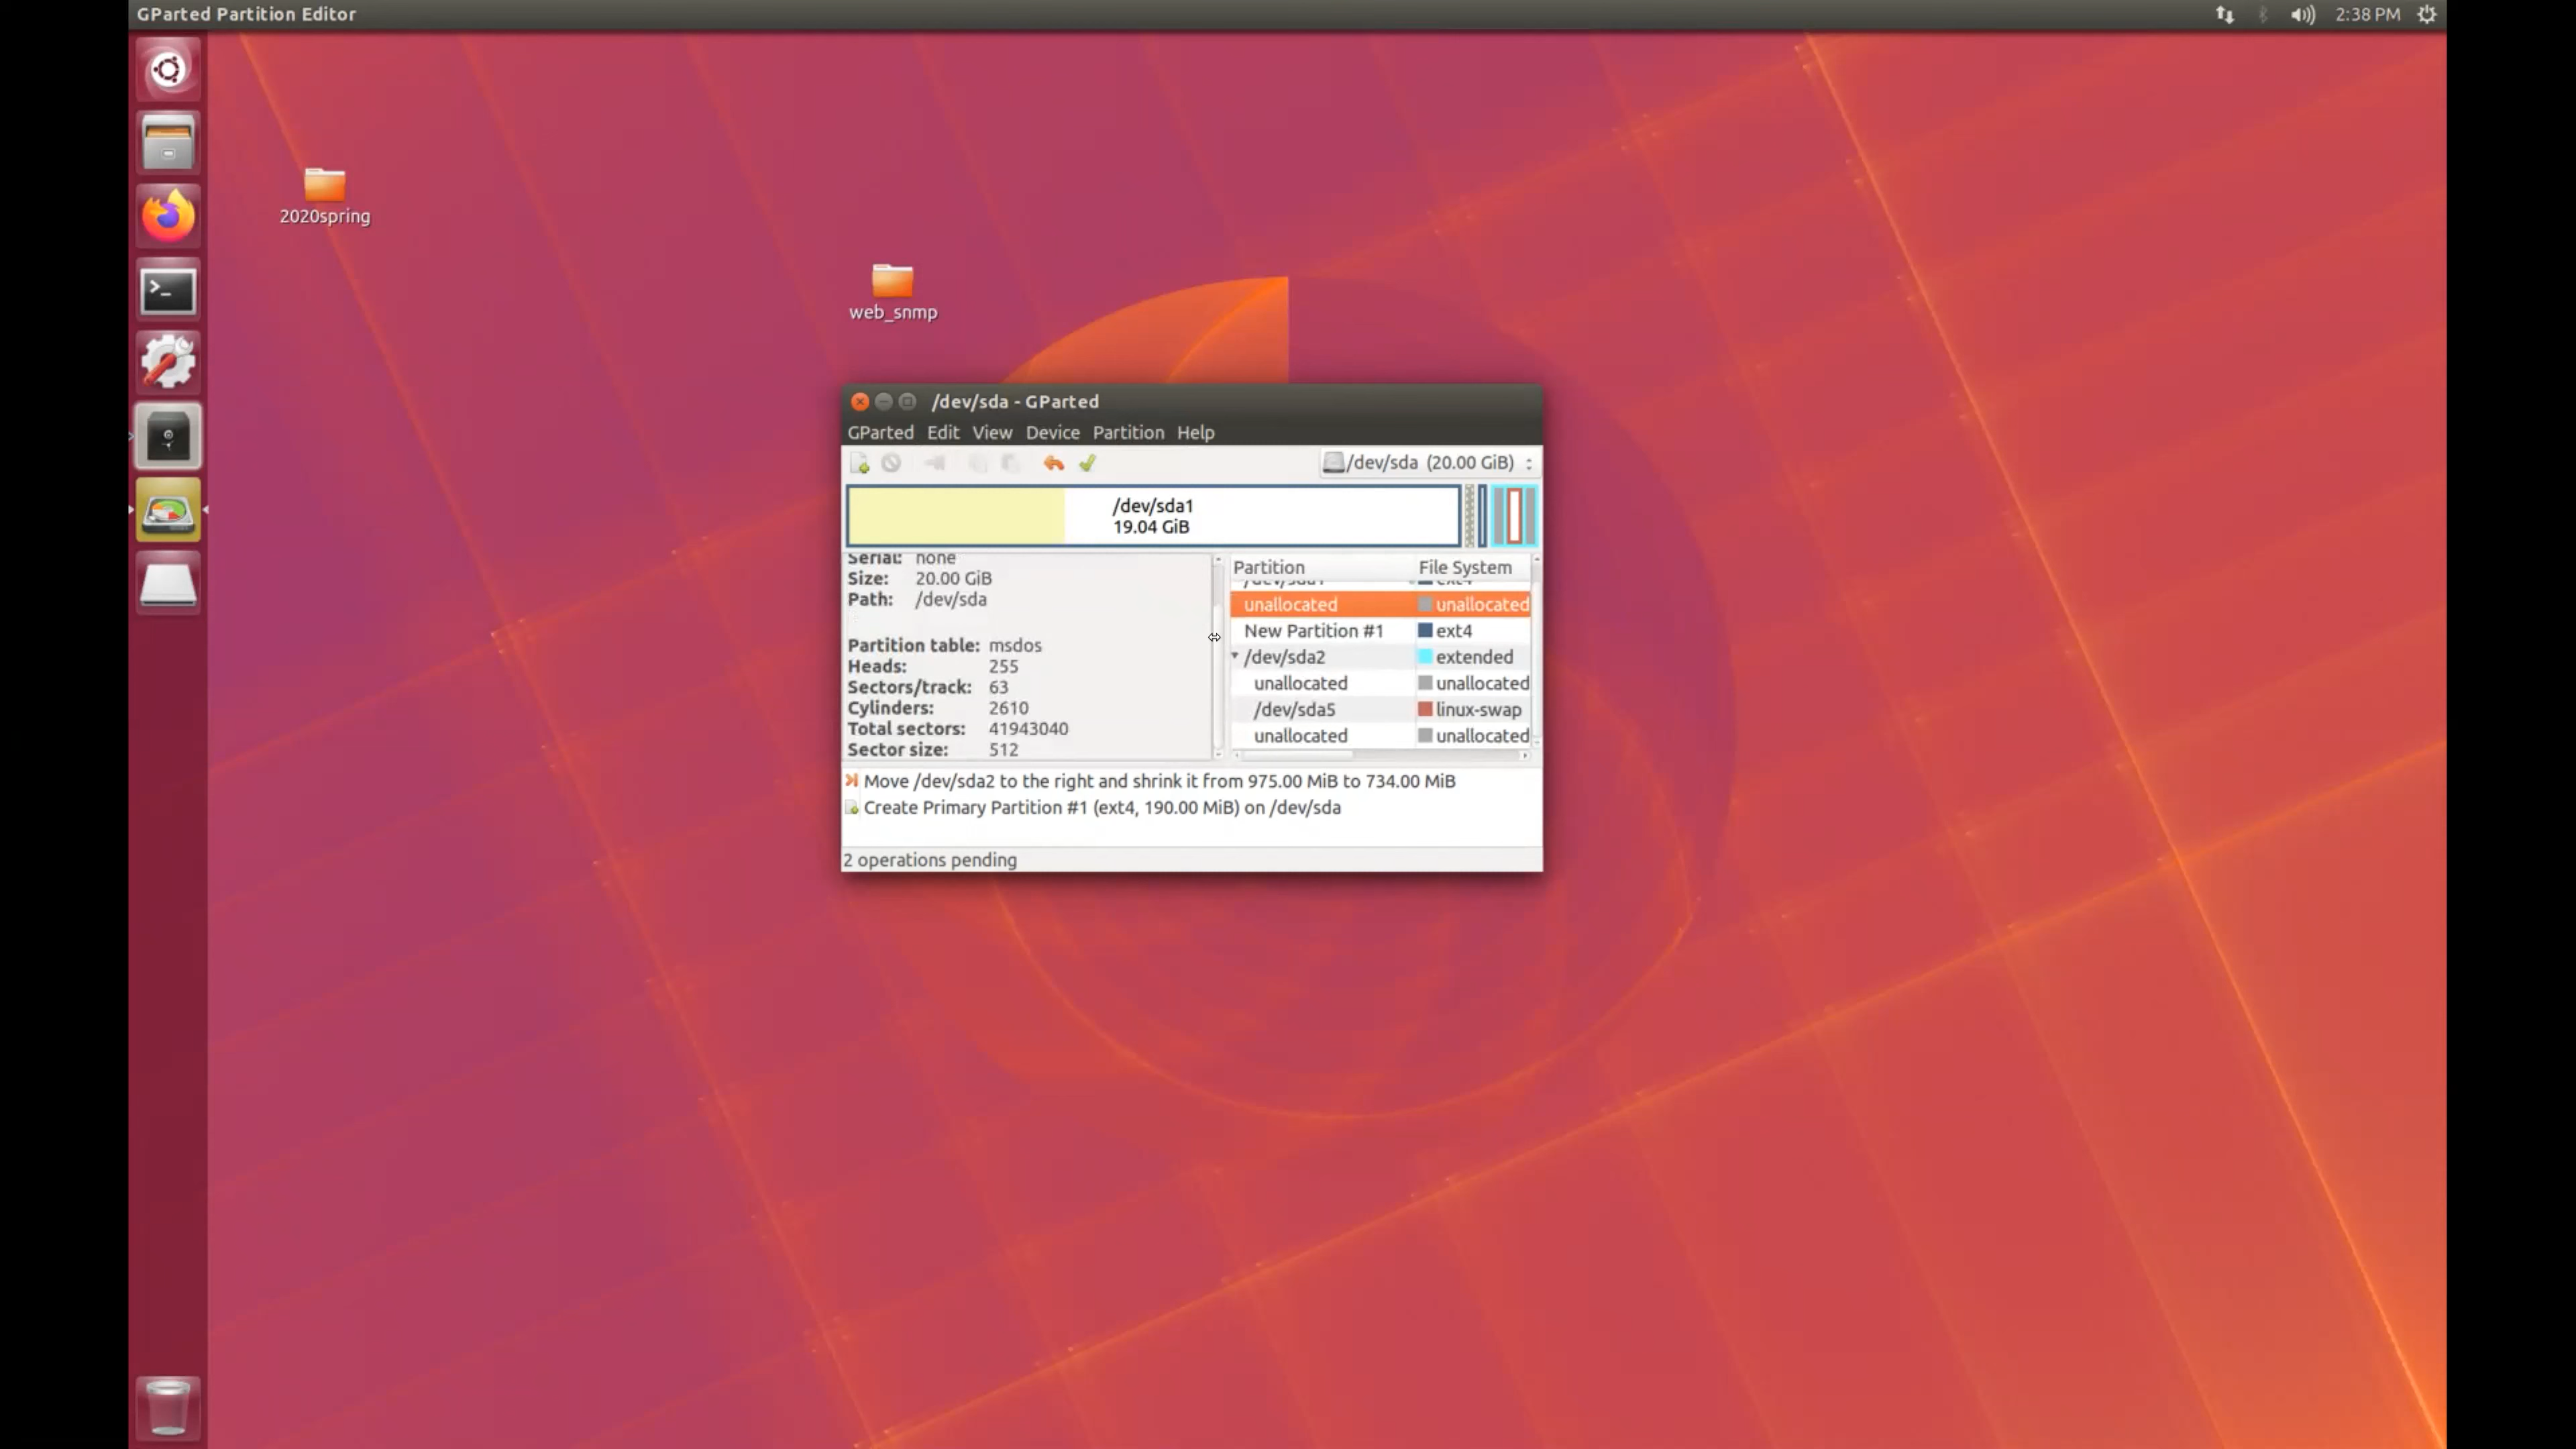 GParted Partition Editor
2:38 PM
2020spring
web_snmp
/dev/sda - GParted
GParted Edit View Device Partition Help
/dev/sda (20.00 GiB)
/dev/sda1
19.04 GiB
Serial: none
Size: 20.00 GiB
Path: /dev/sda
Partition table: msdos
Heads: 255
Sectors/track: 63
Cylinders: 2610
Total sectors: 41943040
Sector size: 512
Partition File System
/dev/sda1 ext4
unallocated unallocated
New Partition #1 ext4
/dev/sda2 extended
unallocated unallocated
/dev/sda5 linux-swap
unallocated unallocated
Move /dev/sda2 to the right and shrink it from 975.00 MiB to 734.00 MiB
Create Primary Partition #1 (ext4, 190.00 MiB) on /dev/sda
2 operations pending